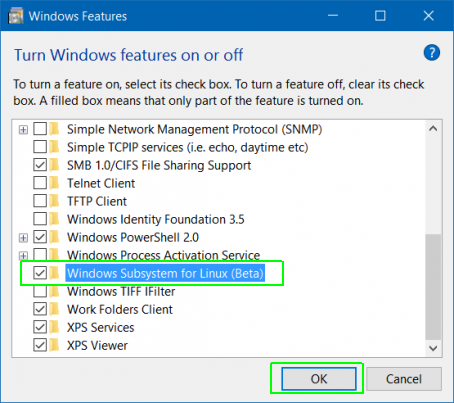 Windows Features
Turn Windows features on or off
?
To turn a feature on, select its check box. To turn a feature off, clear its check
box. A filled box means that only part of the feature is turned on.
Simple Network Management Protocol (SNMP)
Simple TCPIP services (i.e. echo, daytime etc)
SMB 1.0/CIFS File Sharing Support
Telnet Client
TFTP Client
Windows Identity Foundation 3.5
Windows PowerShell 2.0
Windows Process Activation Service
Windows Subsystem for Linux (Beta)
Windows TIFF IFilter
Work Folders Client
XPS Services
XPS Viewer
OK Cancel